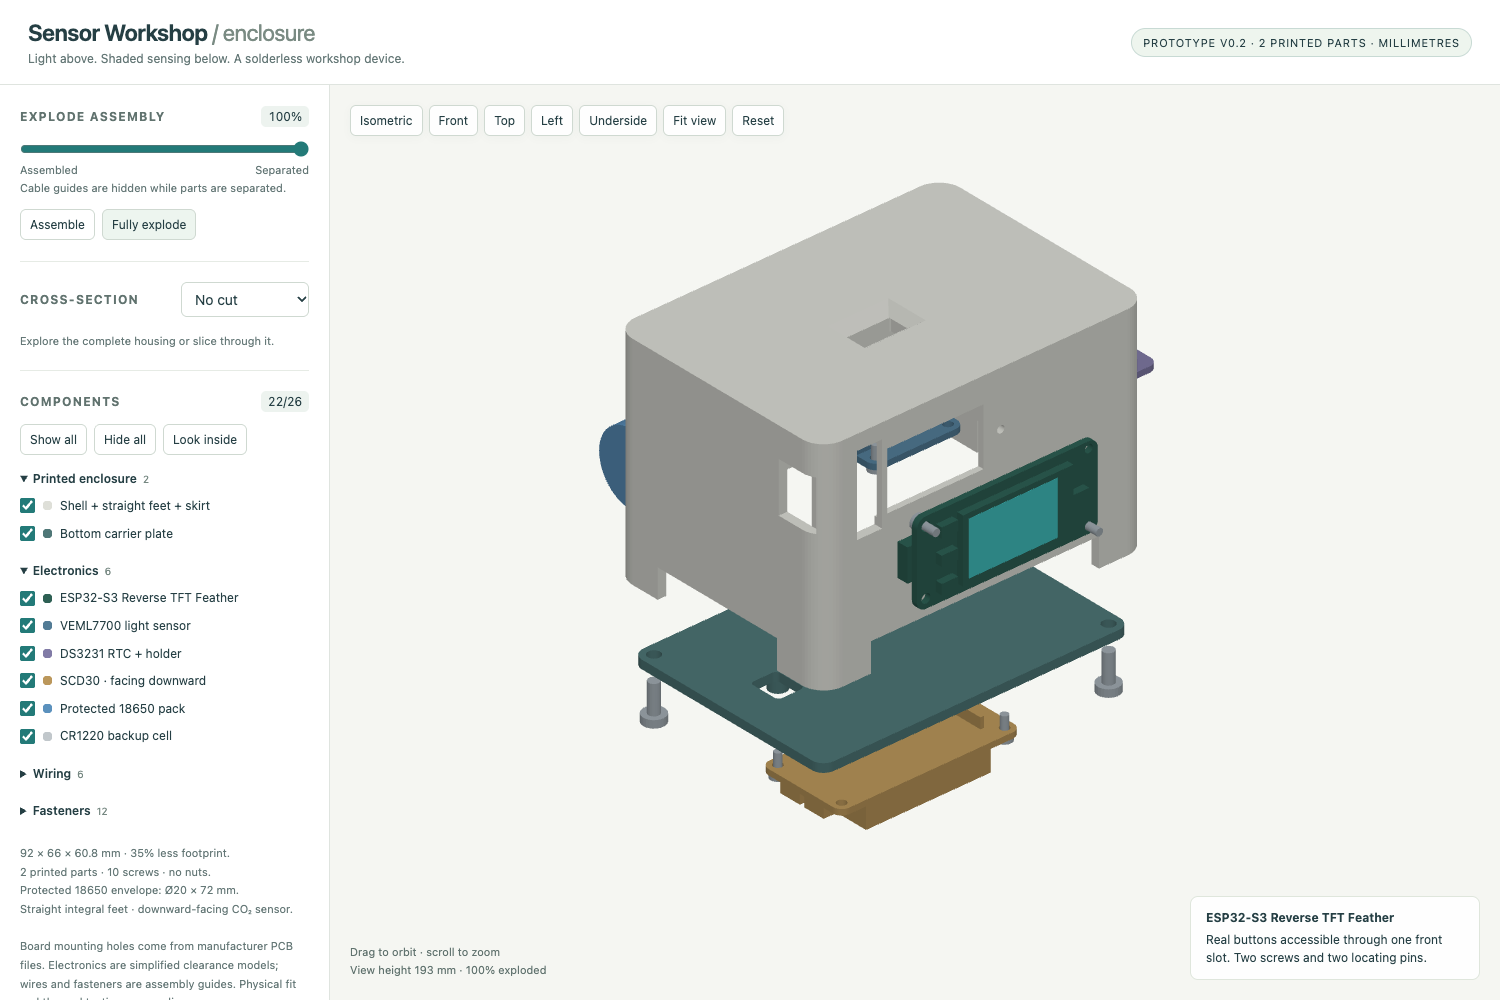 Sensor Workshop / enclosure
Light above. Shaded sensing below. A solderless workshop device.
PROTOTYPE V0.2 · 2 PRINTED PARTS · MILLIMETRES
EXPLODE ASSEMBLY
100%
Assembled
Separated
Cable guides are hidden while parts are separated.
Assemble
Fully explode
CROSS-SECTION
No cut
Explore the complete housing or slice through it.
COMPONENTS
22/26
Show all
Hide all
Look inside
Printed enclosure 2
Shell + straight feet + skirt
Bottom carrier plate
Electronics 6
ESP32-S3 Reverse TFT Feather
VEML7700 light sensor
DS3231 RTC + holder
SCD30 · facing downward
Protected 18650 pack
CR1220 backup cell
Wiring 6
Fasteners 12
92 × 66 × 60.8 mm · 35% less footprint.
2 printed parts · 10 screws · no nuts.
Protected 18650 envelope: Ø20 × 72 mm.
Straight integral feet · downward-facing CO₂ sensor.
Board mounting holes come from manufacturer PCB
files. Electronics are simplified clearance models;
wires and fasteners are assembly guides. Physical fit
Isometric
Front
Top
Left
Underside
Fit view
Reset
Drag to orbit · scroll to zoom
View height 193 mm · 100% exploded
ESP32-S3 Reverse TFT Feather
Real buttons accessible through one front
slot. Two screws and two locating pins.